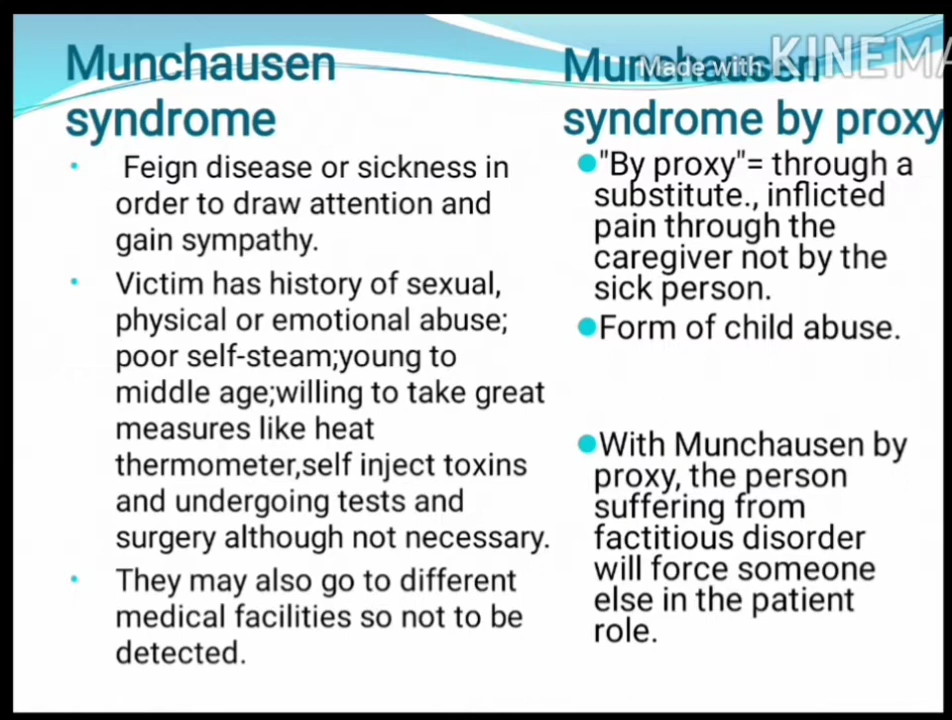 Munchausen
syndrome
Feign disease or sickness in
order to draw attention and
gain sympathy.
Victim has history of sexual,
physical or emotional abuse;
poor self-steam;young to
middle age;willing to take great
measures like heat
thermometer,self inject toxins
and undergoing tests and
surgery although not necessary.
They may also go to different
medical facilities so not to be
detected.
Munchausen
Made with KINEMA
syndrome by proxy
"By proxy"= through a
substitute., inflicted
pain through the
caregiver not by the
sick person.
Form of child abuse.
With Munchausen by
proxy, the person
suffering from
factitious disorder
will force someone
else in the patient
role.